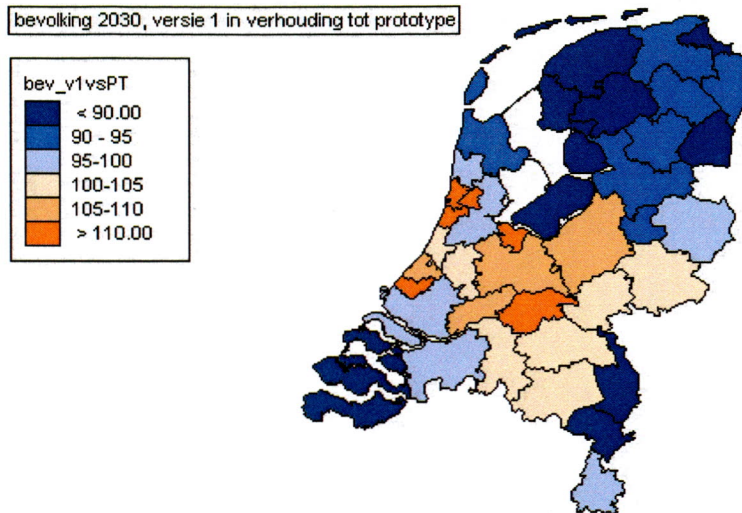 bevolking 2030, versie 1 in verhouding tot prototype
bev_v1vsPT
< 90.00
90 - 95
95-100
100-105
105-110
> 110.00